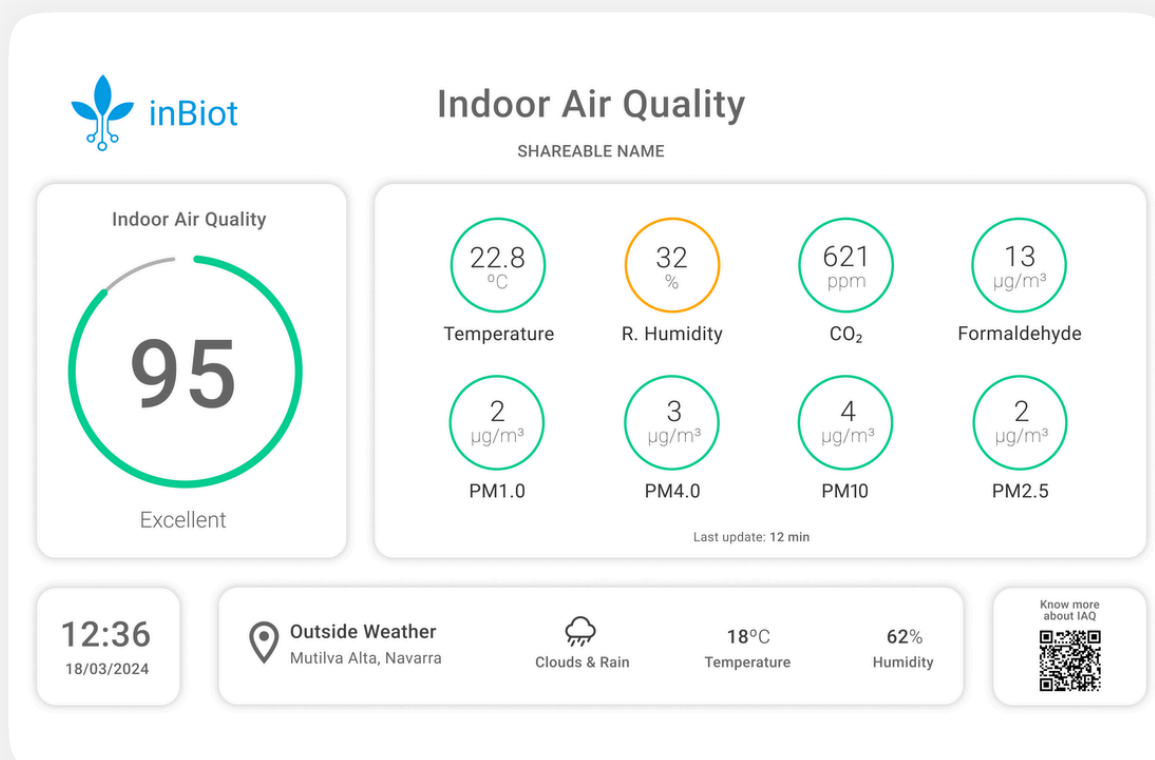 inBiot
Indoor Air Quality
SHAREABLE NAME
Indoor Air Quality
95
Excellent
22.8
ºC
Temperature
32
%
R. Humidity
621
ppm
CO₂
13
µg/m³
Formaldehyde
2
µg/m³
PM1.0
3
µg/m³
PM4.0
4
µg/m³
PM10
2
µg/m³
PM2.5
Last update: 12 min
12:36
18/03/2024
Outside Weather
Mutilva Alta, Navarra
Clouds & Rain
18ºC
Temperature
62%
Humidity
Know more
about IAQ